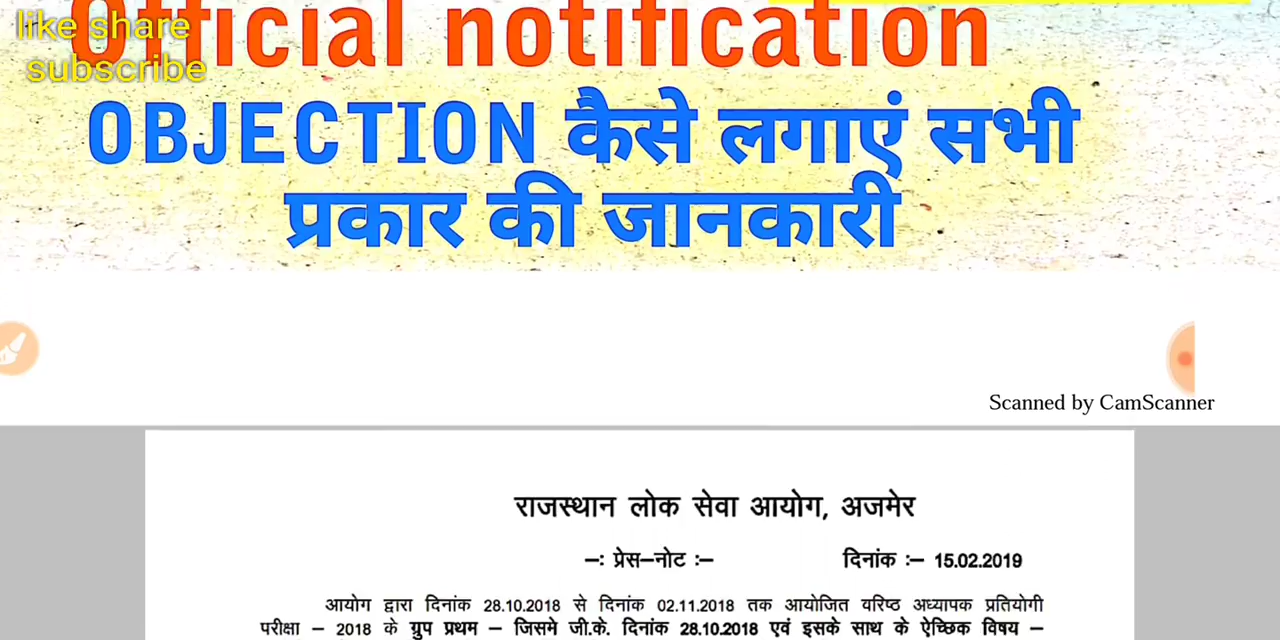 Official notification
like share
subscribe
OBJECTION कैसे लगाएं सभी
प्रकार की जानकारी
Scanned by CamScanner
राजस्थान लोक सेवा आयोग, अजमेर
–: प्रेस–नोट :– दिनांक :– 15.02.2019
आयोग द्वारा दिनांक 28.10.2018 से दिनांक 02.11.2018 तक आयोजित वरिष्ठ अध्यापक प्रतियोगी
परीक्षा – 2018 के ग्रुप प्रथम – जिसमे जी.के. दिनांक 28.10.2018 एवं इसके साथ के ऐच्छिक विषय –